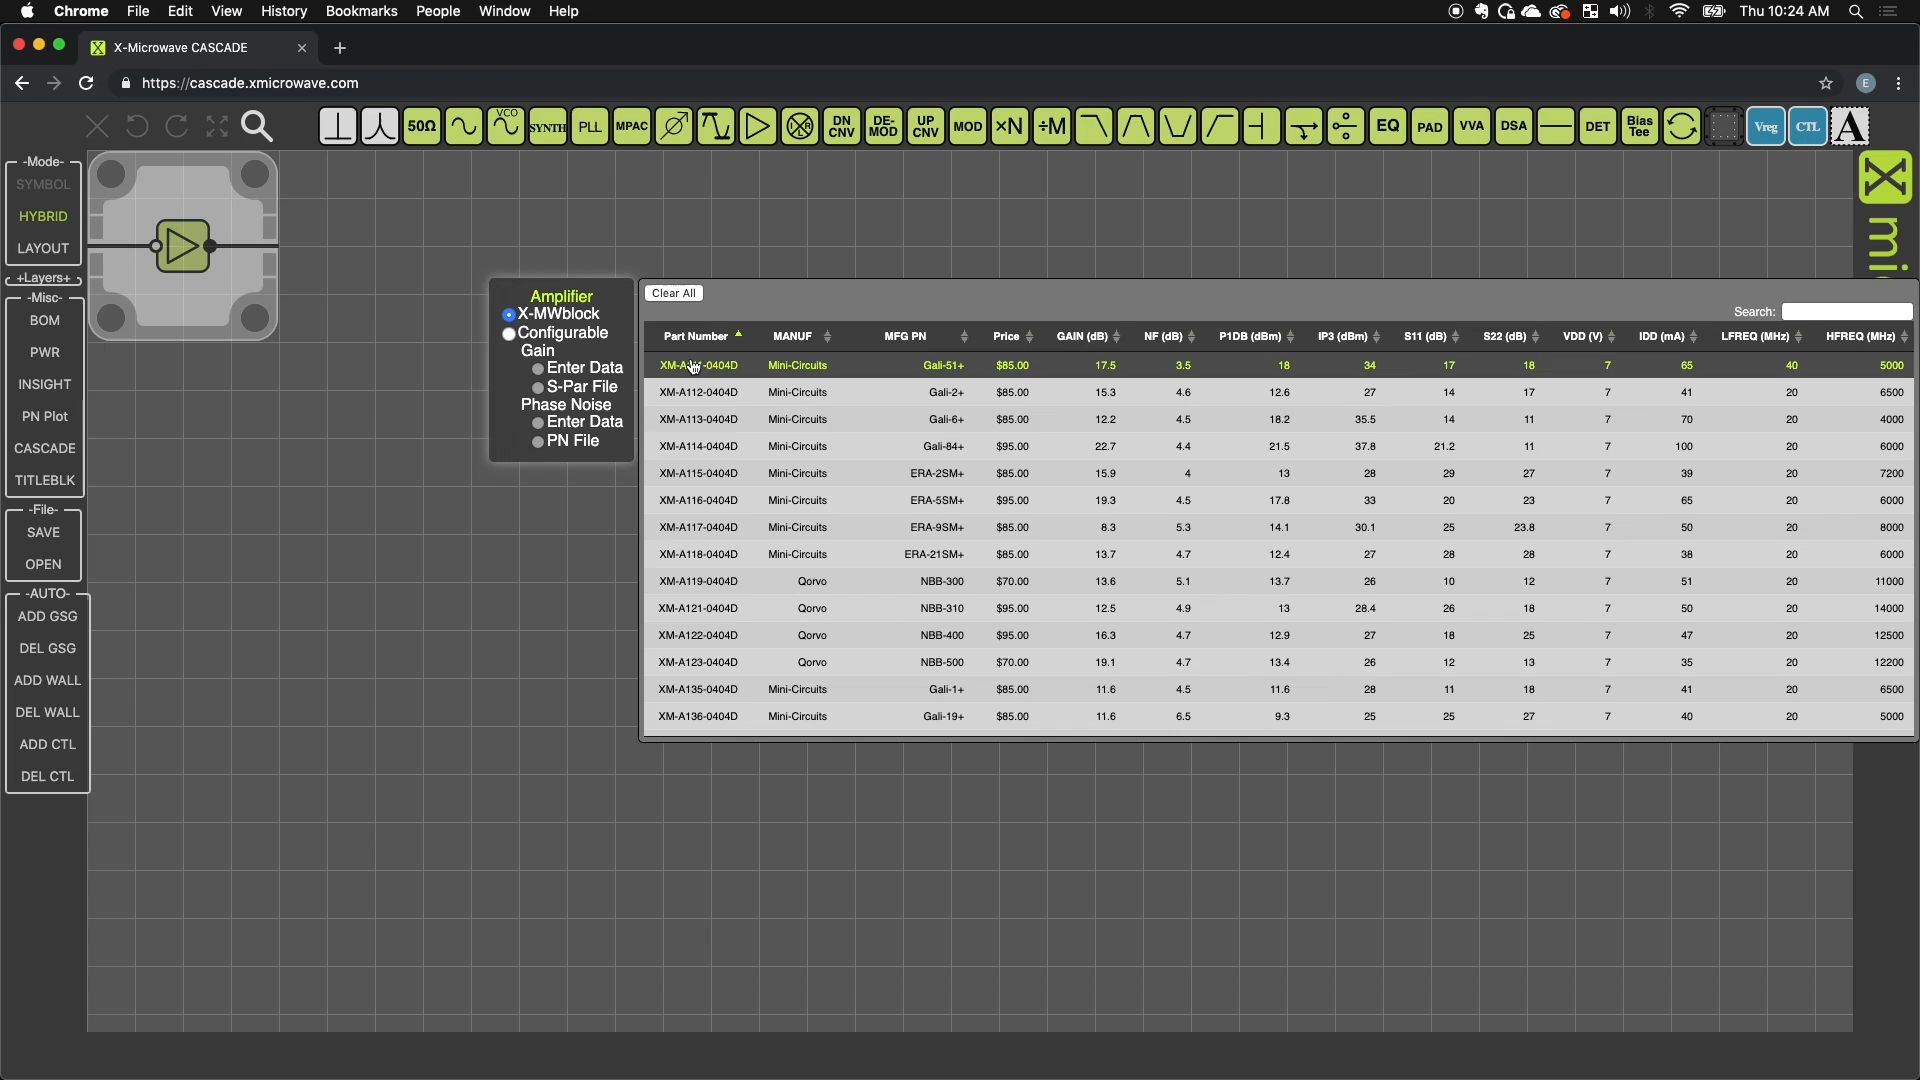 Chrome File Edit View History Bookmarks People Window Help Thu 10:24 AM
X-Microwave CASCADE
https://cascade.xmicrowave.com E
50Ω VCO SYNTH PLL MPAC DN CNV DE-MOD UP CNV MOD ×N ÷M EQ PAD VVA DSA DET Bias Tee Vreg CTL A
-Mode-
SYMBOL
HYBRID
LAYOUT
+Layers+
-Misc-
BOM
PWR
INSIGHT
PN Plot
CASCADE
TITLEBLK
-File-
SAVE
OPEN
-AUTO-
ADD GSG
DEL GSG
ADD WALL
DEL WALL
ADD CTL
DEL CTL
Amplifier
X-MWblock
Configurable
Gain
Enter Data
S-Par File
Phase Noise
Enter Data
PN File
Clear All
Search:
Part Number MANUF MFG PN Price GAIN (dB) NF (dB) P1DB (dBm) IP3 (dBm) S11 (dB) S22 (dB) VDD (V) IDD (mA) LFREQ (MHz) HFREQ (MHz)
Mini-Circuits Gali-51+ $85.00 17.5 3.5 18 34 17 18 7 65 40 5000
XM-A112-0404D Mini-Circuits Gali-2+ $85.00 15.3 4.6 12.6 27 14 17 7 41 20 6500
XM-A113-0404D Mini-Circuits Gali-6+ $85.00 12.2 4.5 18.2 35.5 14 11 7 70 20 4000
XM-A114-0404D Mini-Circuits Gali-84+ $95.00 22.7 4.4 21.5 37.8 21.2 11 7 100 20 6000
XM-A115-0404D Mini-Circuits ERA-2SM+ $85.00 15.9 4 13 28 29 27 7 39 20 7200
XM-A116-0404D Mini-Circuits ERA-5SM+ $95.00 19.3 4.5 17.8 33 20 23 7 65 20 6000
XM-A117-0404D Mini-Circuits ERA-9SM+ $85.00 8.3 5.3 14.1 30.1 25 23.8 7 50 20 8000
XM-A118-0404D Mini-Circuits ERA-21SM+ $85.00 13.7 4.7 12.4 27 28 28 7 38 20 6000
XM-A119-0404D Qorvo NBB-300 $70.00 13.6 5.1 13.7 26 10 12 7 51 20 11000
XM-A121-0404D Qorvo NBB-310 $95.00 12.5 4.9 13 28.4 26 18 7 50 20 14000
XM-A122-0404D Qorvo NBB-400 $95.00 16.3 4.7 12.9 27 18 25 7 47 20 12500
XM-A123-0404D Qorvo NBB-500 $70.00 19.1 4.7 13.4 26 12 13 7 35 20 12200
XM-A135-0404D Mini-Circuits Gali-1+ $85.00 11.6 4.5 11.6 28 11 18 7 41 20 6500
XM-A136-0404D Mini-Circuits Gali-19+ $85.00 11.6 6.5 9.3 25 25 27 7 40 20 5000